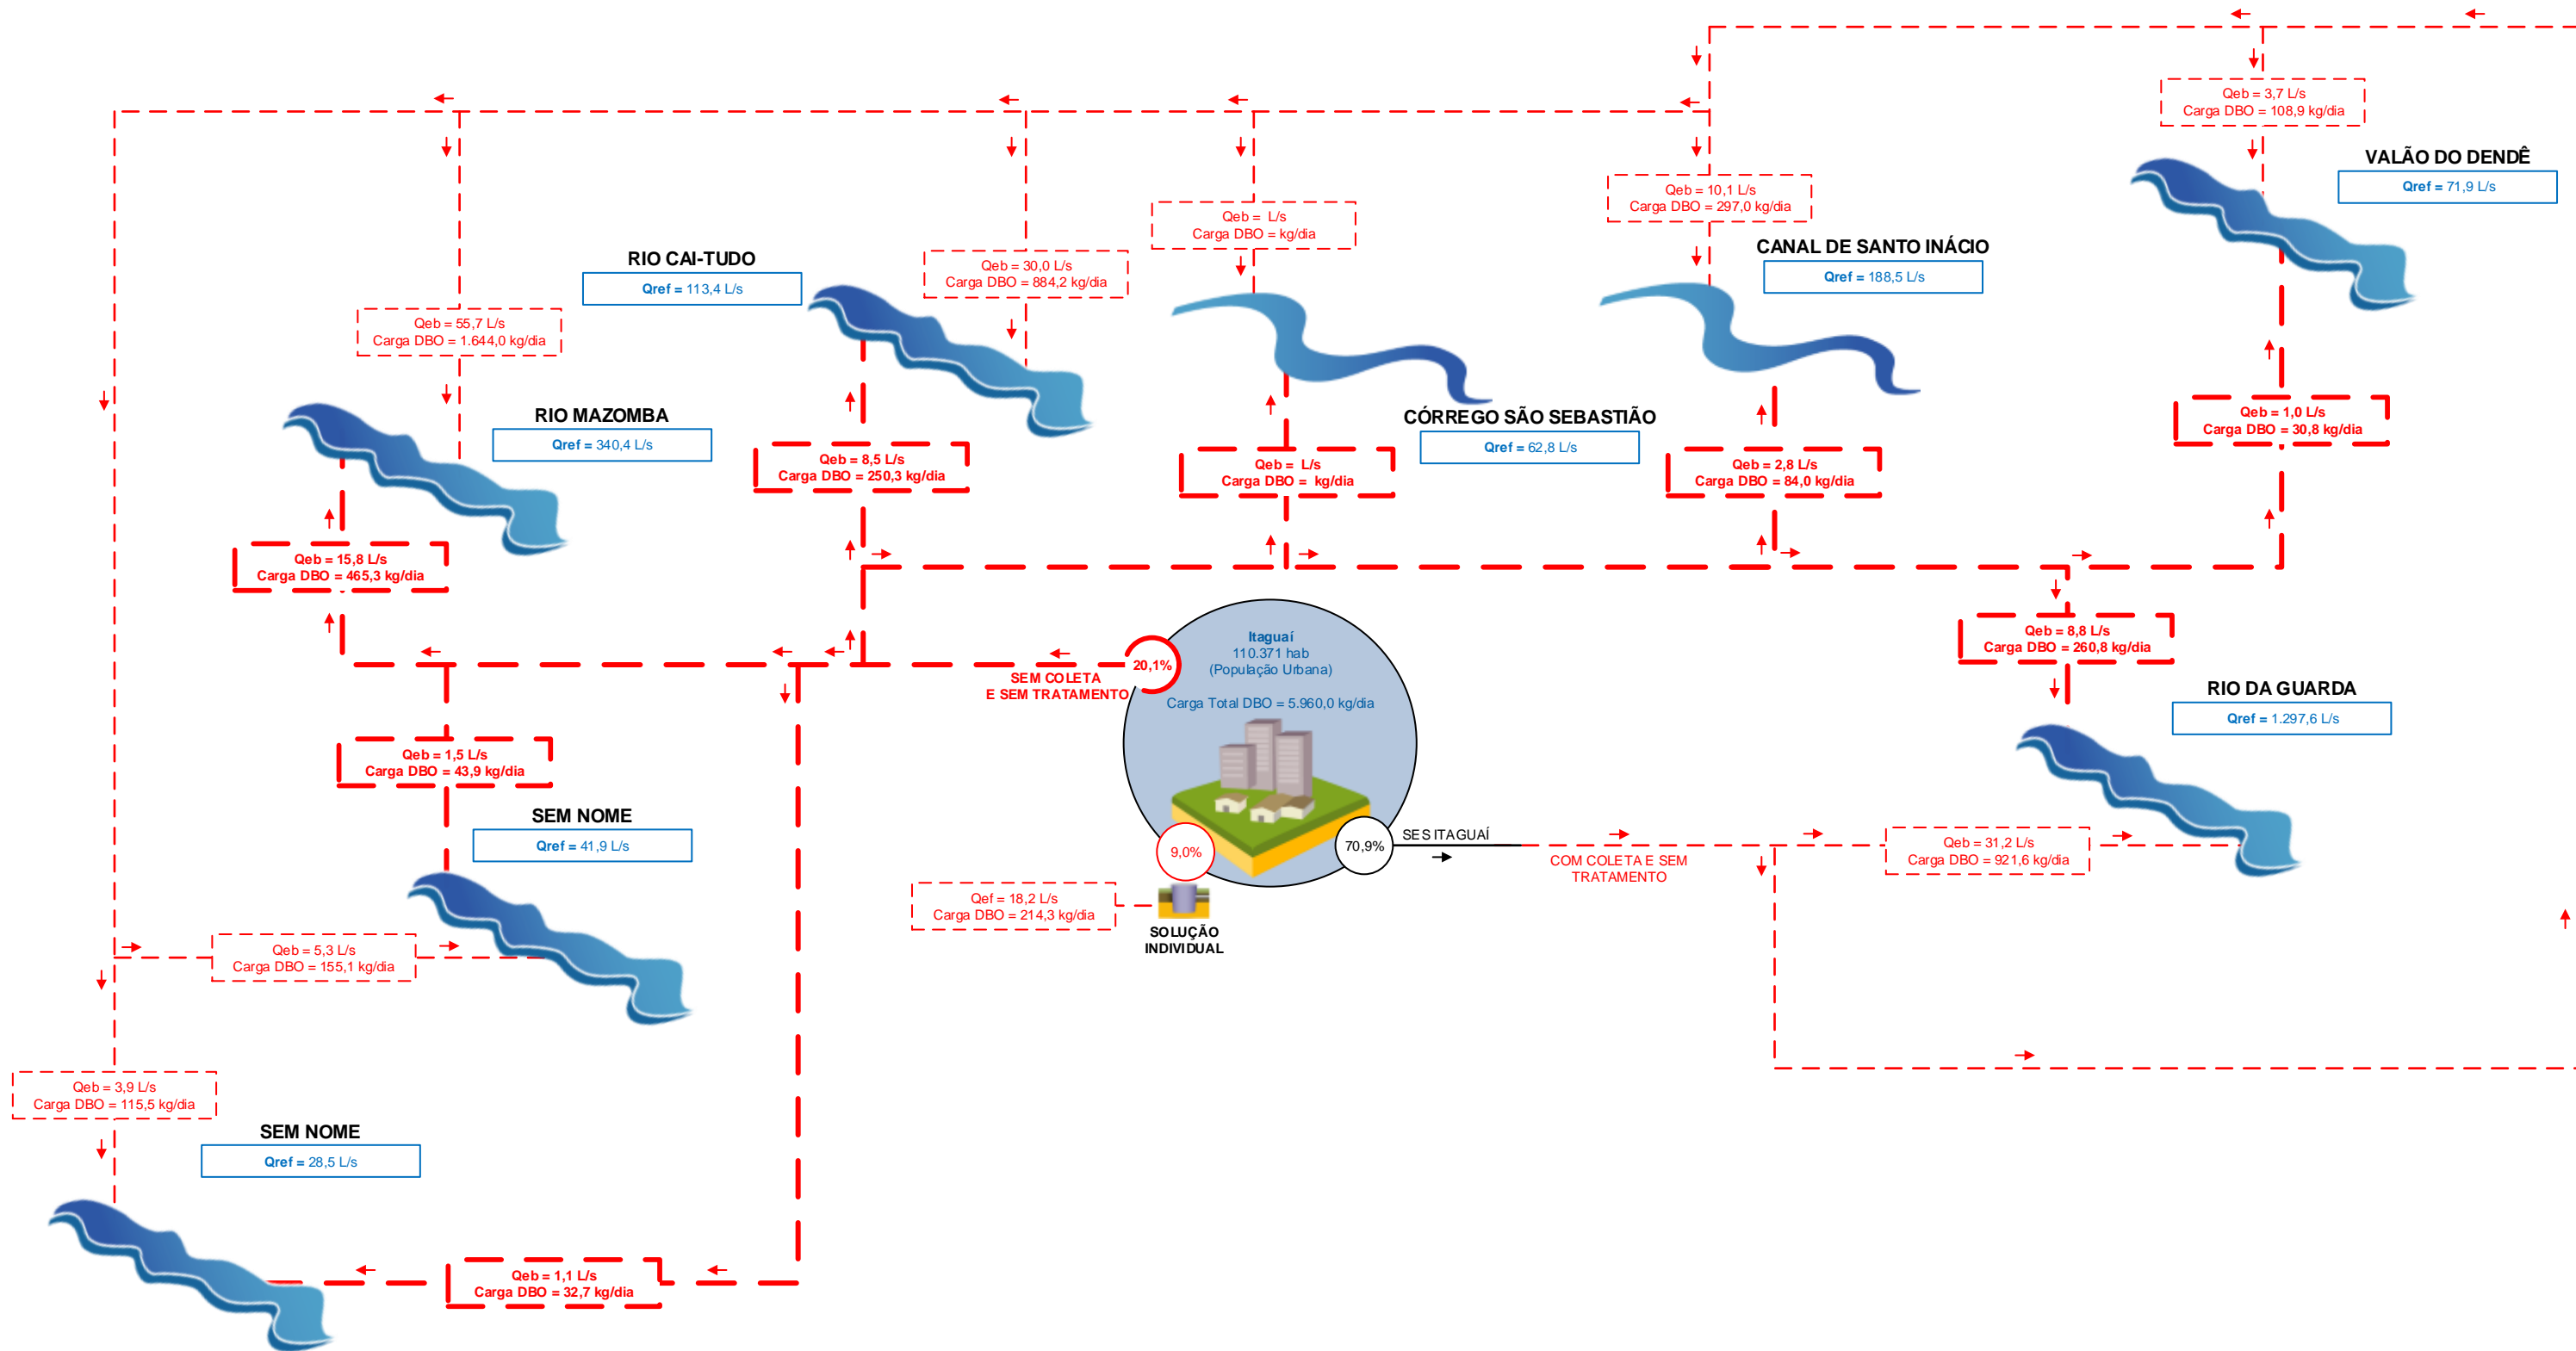 Qeb = 3,7 L/s
Carga DBO = 108,9 kg/dia
VALÃO DO DENDÊ
Qref = 71,9 L/s
Qeb = 10,1 L/s
Carga DBO = 297,0 kg/dia
Qeb = L/s
Carga DBO = kg/dia
CANAL DE SANTO INÁCIO
Qref = 188,5 L/s
RIO CAI-TUDO
Qref = 113,4 L/s
Qeb = 30,0 L/s
Carga DBO = 884,2 kg/dia
Qeb = 55,7 L/s
Carga DBO = 1.644,0 kg/dia
RIO MAZOMBA
Qref = 340,4 L/s
CÓRREGO SÃO SEBASTIÃO
Qref = 62,8 L/s
Qeb = 1,0 L/s
Carga DBO = 30,8 kg/dia
Qeb = 8,5 L/s
Carga DBO = 250,3 kg/dia
Qeb = L/s
Carga DBO = kg/dia
Qeb = 2,8 L/s
Carga DBO = 84,0 kg/dia
Qeb = 15,8 L/s
Carga DBO = 465,3 kg/dia
Itaguaí
110.371 hab
(População Urbana)
Carga Total DBO = 5.960,0 kg/dia
20,1%
SEM COLETA
E SEM TRATAMENTO
Qeb = 8,8 L/s
Carga DBO = 260,8 kg/dia
RIO DA GUARDA
Qref = 1.297,6 L/s
Qeb = 1,5 L/s
Carga DBO = 43,9 kg/dia
SEM NOME
Qref = 41,9 L/s
9,0%
70,9%
SES ITAGUAÍ
COM COLETA E SEM
TRATAMENTO
Qeb = 31,2 L/s
Carga DBO = 921,6 kg/dia
Qef = 18,2 L/s
Carga DBO = 214,3 kg/dia
SOLUÇÃO
INDIVIDUAL
Qeb = 5,3 L/s
Carga DBO = 155,1 kg/dia
Qeb = 3,9 L/s
Carga DBO = 115,5 kg/dia
SEM NOME
Qref = 28,5 L/s
Qeb = 1,1 L/s
Carga DBO = 32,7 kg/dia